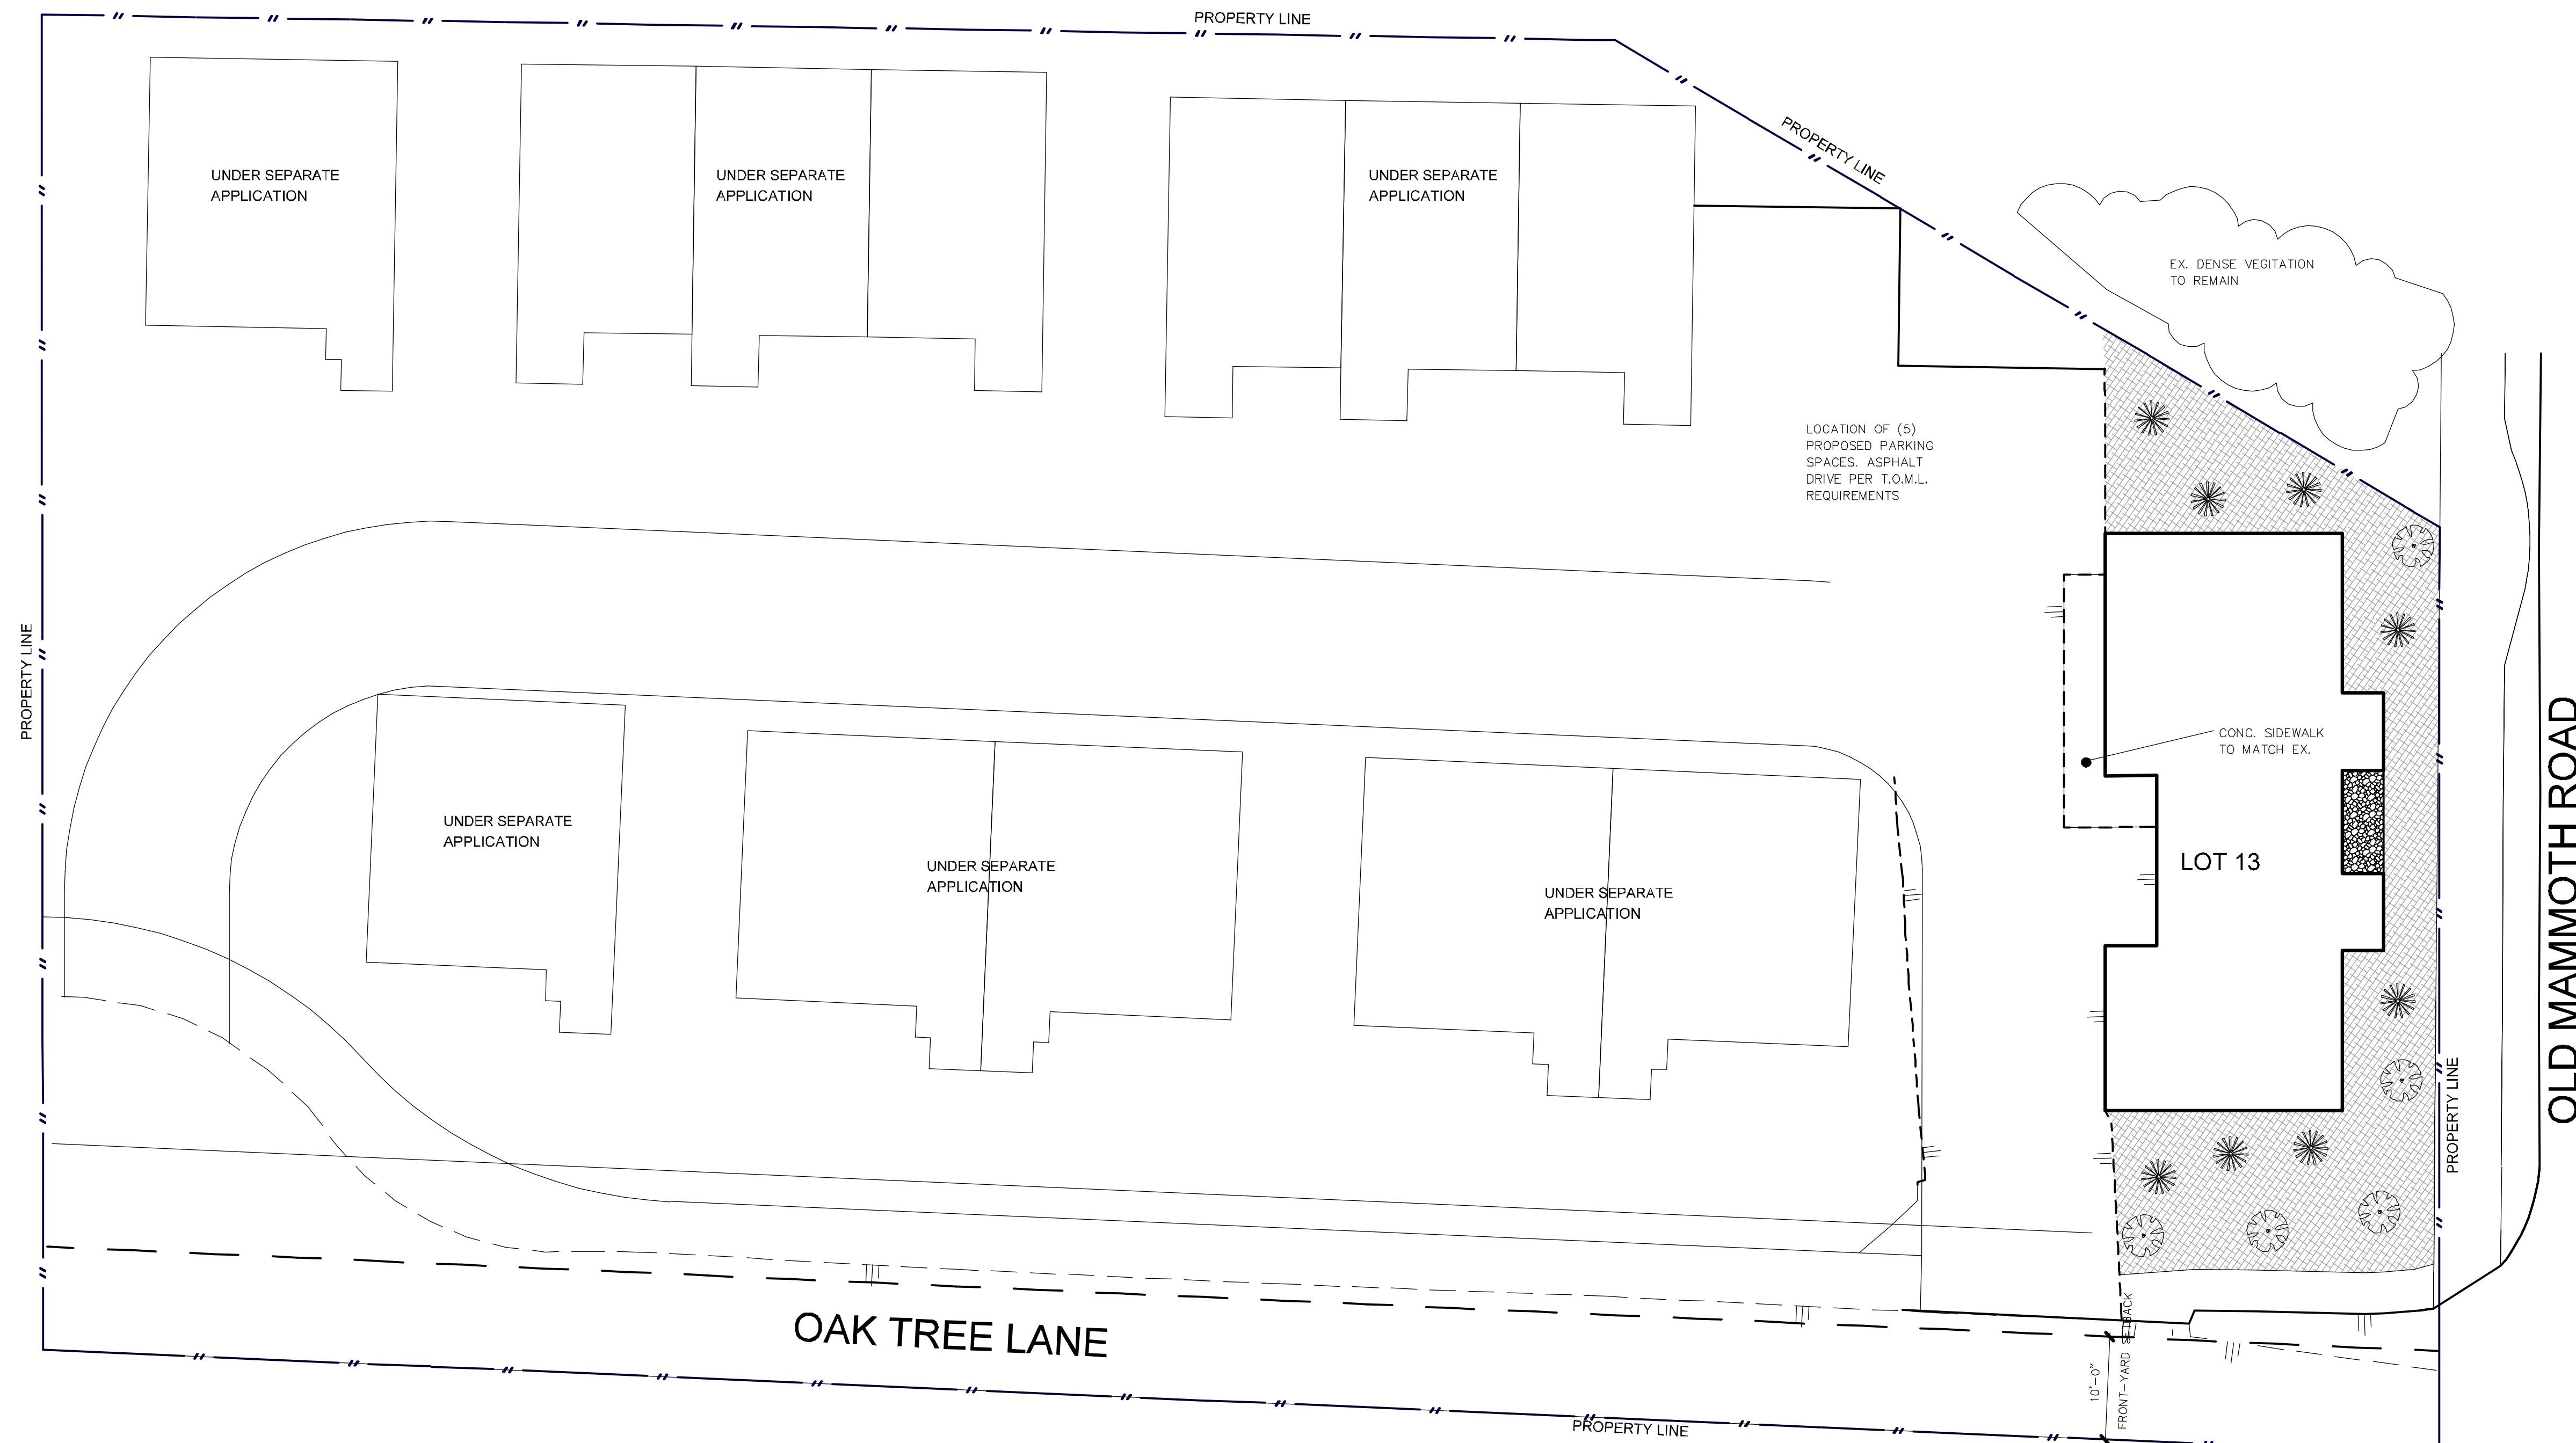 PROPERTY LINE
PROPERTY LINE
UNDER SEPARATE
APPLICATION
UNDER SEPARATE
APPLICATION
UNDER SEPARATE
APPLICATION
EX. DENSE VEGITATION
TO REMAIN
LOCATION OF (5)
PROPOSED PARKING
SPACES. ASPHALT
DRIVE PER T.O.M.L.
REQUIREMENTS
PROPERTY LINE
CONC. SIDEWALK
TO MATCH EX.
UNDER SEPARATE
APPLICATION
UNDER SEPARATE
APPLICATION
UNDER SEPARATE
APPLICATION
LOT 13
OLD MAMMOTH ROAD
PROPERTY LINE
OAK TREE LANE
10'-0"
FRONT-YARD SETBACK
PROPERTY LINE